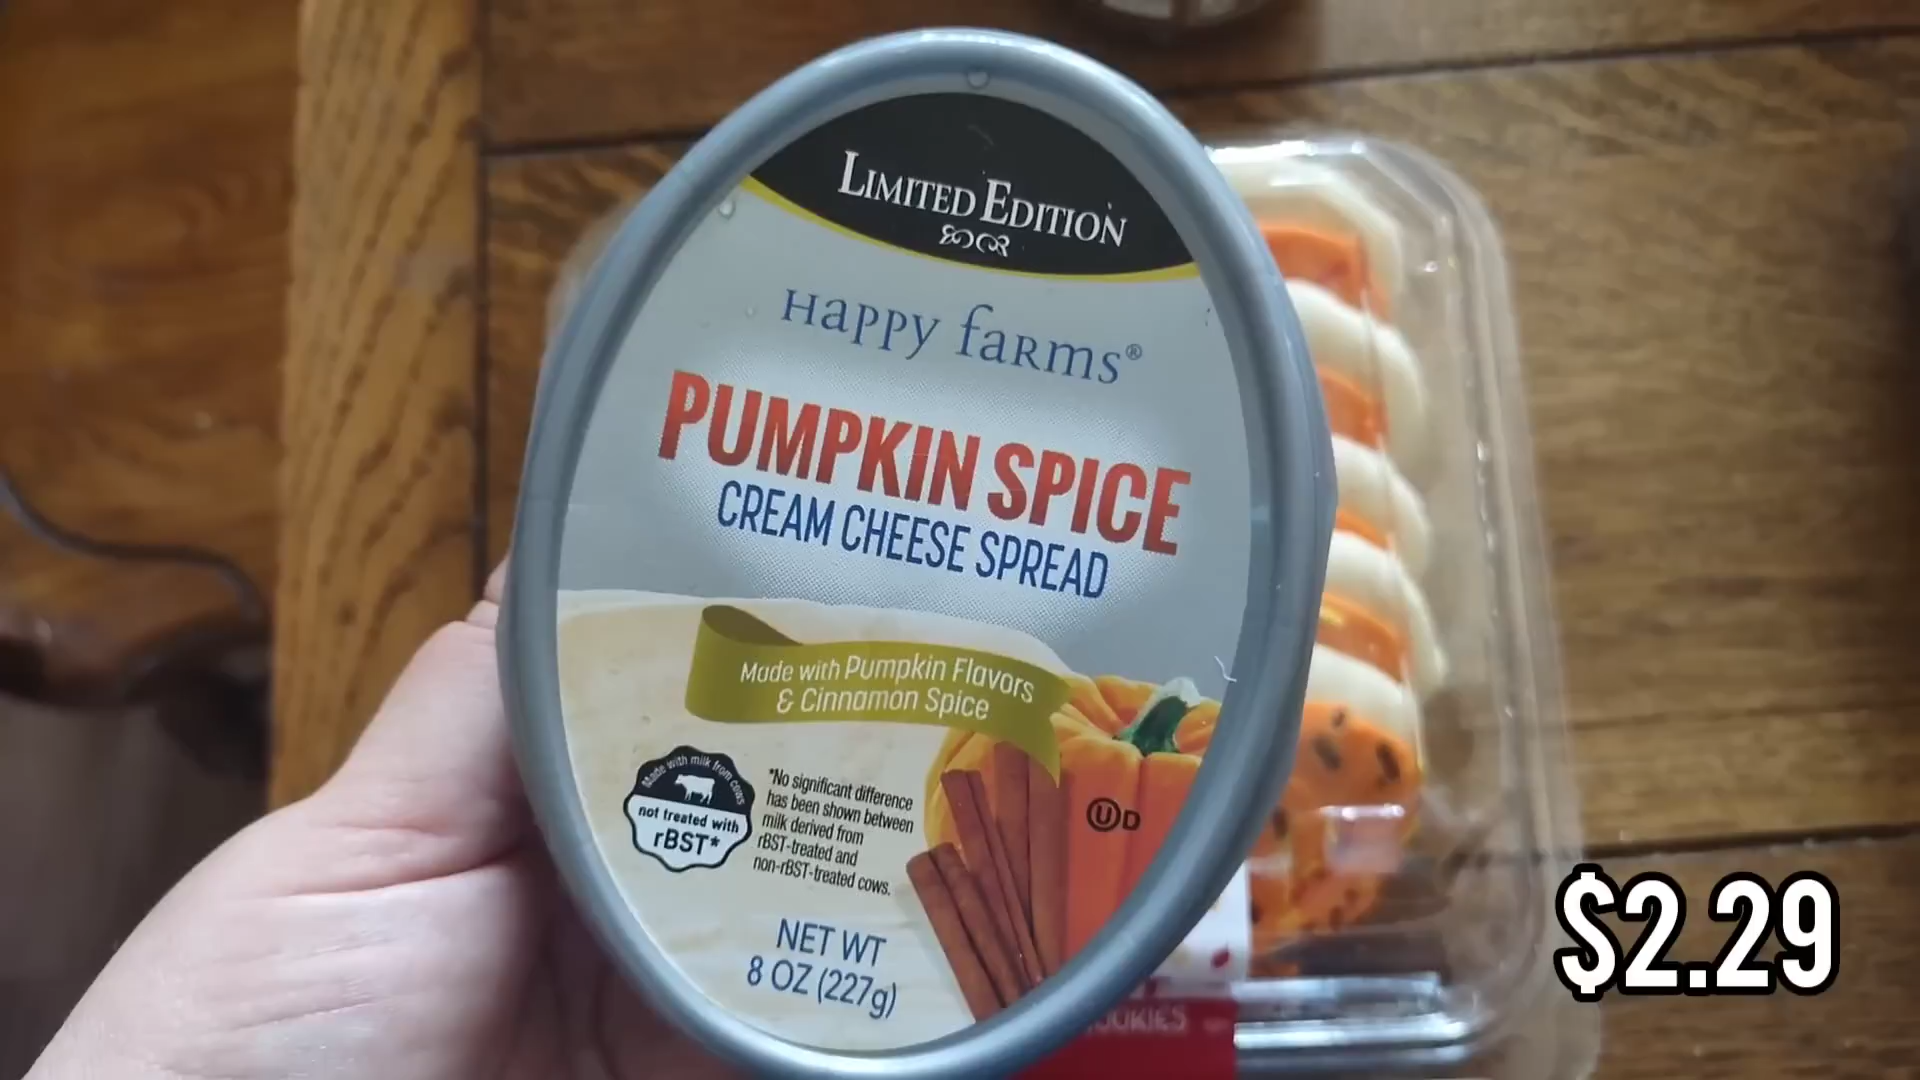 LIMITED EDITION
Happy farms®
PUMPKIN SPICE
CREAM CHEESE SPREAD
Made with Pumpkin Flavors
& Cinnamon Spice
Made with milk from cows
not treated with
rBST*
*No significant difference
has been shown between
milk derived from
rBST-treated and
non-rBST-treated cows.
UD
NET WT
8 OZ (227g)
$2.29